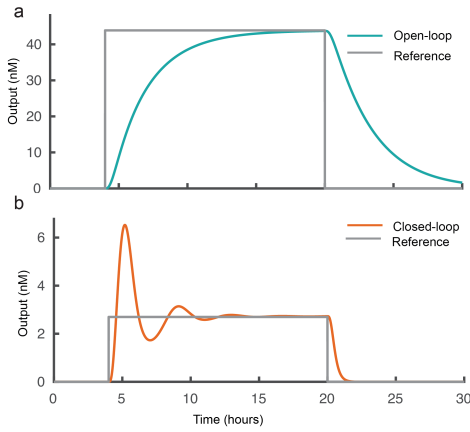 a
Output (nM)
40
30
20
10
0
Open-loop
Reference
b
Output (nM)
6
4
2
0
Closed-loop
Reference
0 5 10 15 20 25 30
Time (hours)